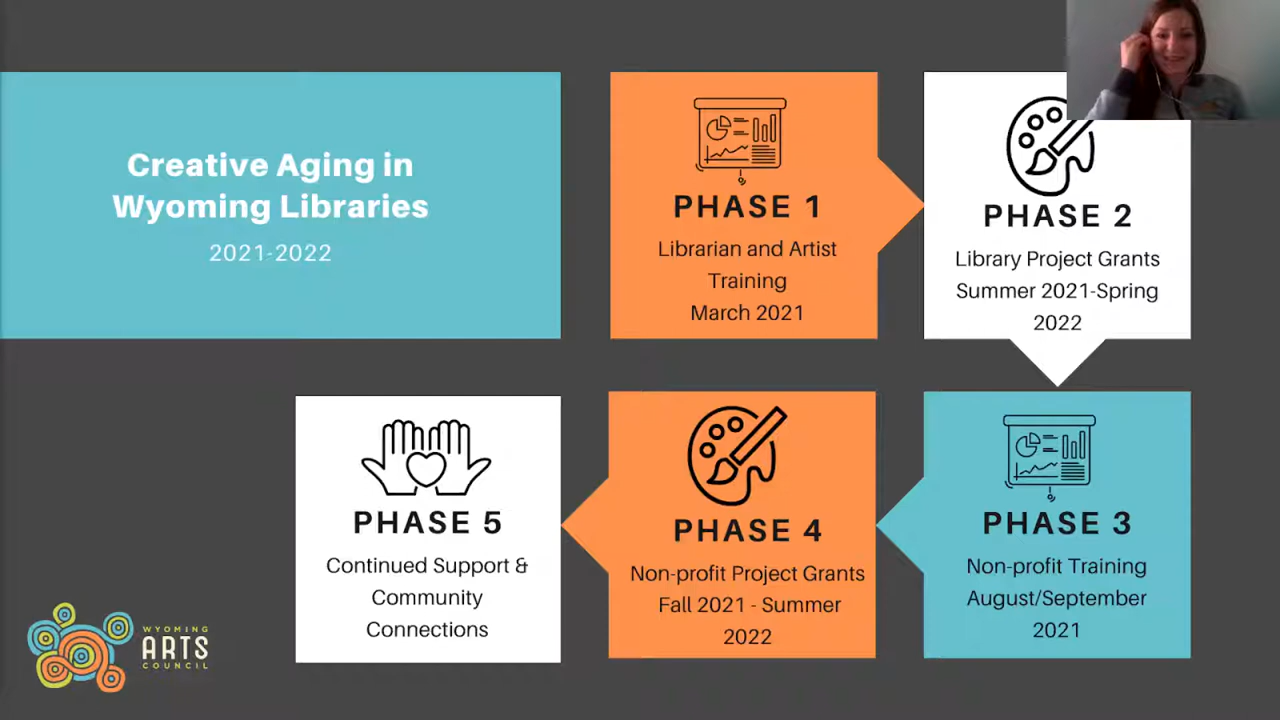 Creative Aging in
Wyoming Libraries
2021-2022
PHASE 1
Librarian and Artist
Training
March 2021
PHASE 2
Library Project Grants
Summer 2021-Spring
2022
PHASE 3
Non-profit Training
August/September
2021
PHASE 4
Non-profit Project Grants
Fall 2021 - Summer
2022
PHASE 5
Continued Support &
Community
Connections
WYOMING
ARTS
COUNCIL